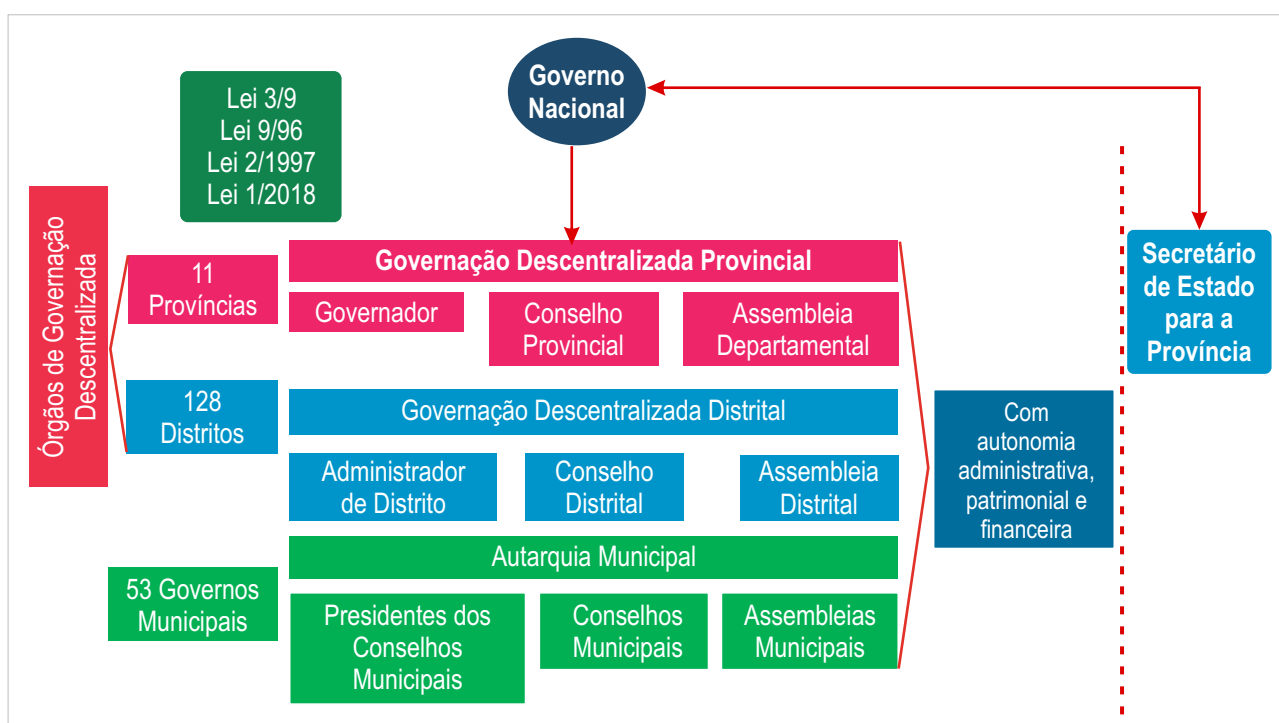 Governo
Nacional
Lei 3/9
Lei 9/96
Lei 2/1997
Lei 1/2018
Órgãos de Governação
Descentralizada
11
Províncias
Governação Descentralizada Provincial
Governador
Conselho
Provincial
Assembleia
Departamental
Secretário
de Estado
para a
Província
128
Distritos
Governação Descentralizada Distrital
Administrador
de Distrito
Conselho
Distrital
Assembleia
Distrital
Com
autonomia
administrativa,
patrimonial e
financeira
53 Governos
Municipais
Autarquia Municipal
Presidentes dos
Conselhos
Municipais
Conselhos
Municipais
Assembleias
Municipais